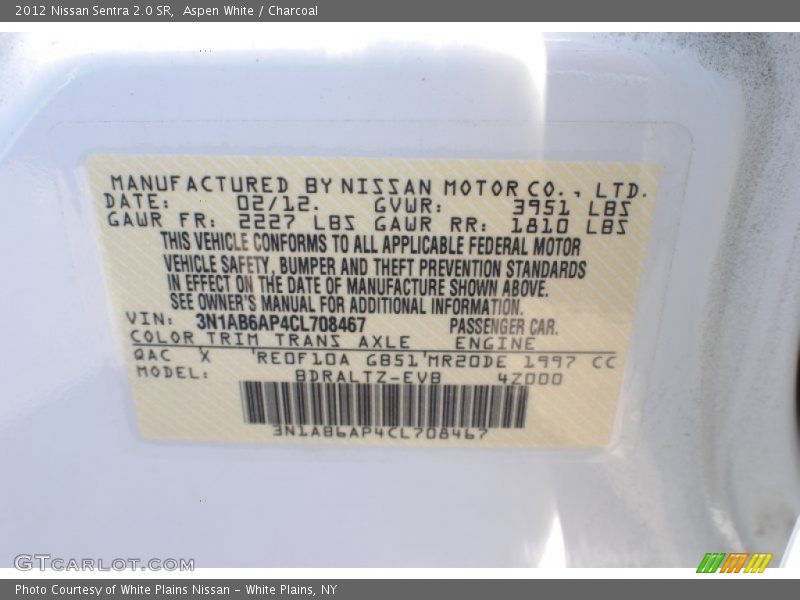 2012 Nissan Sentra 2.0 SR,  Aspen White / Charcoal
MANUFACTURED BY NISSAN MOTOR CO., LTD.
DATE: 02/12. GVWR: 3951 LBS
GAWR FR: 2227 LBS GAWR RR: 1810 LBS
THIS VEHICLE CONFORMS TO ALL APPLICABLE FEDERAL MOTOR
VEHICLE SAFETY, BUMPER AND THEFT PREVENTION STANDARDS
IN EFFECT ON THE DATE OF MANUFACTURE SHOWN ABOVE.
SEE OWNER'S MANUAL FOR ADDITIONAL INFORMATION.
VIN: 3N1AB6AP4CL708467 PASSENGER CAR.
COLOR TRIM TRANS AXLE ENGINE
QAC X 'RE0F10A GB51'MR20DE 1997 CC
MODEL: BDRALTZ-EVB 4Z000
3N1AB6AP4CL708467
GTcarlot.com
Photo Courtesy of White Plains Nissan - White Plains, NY